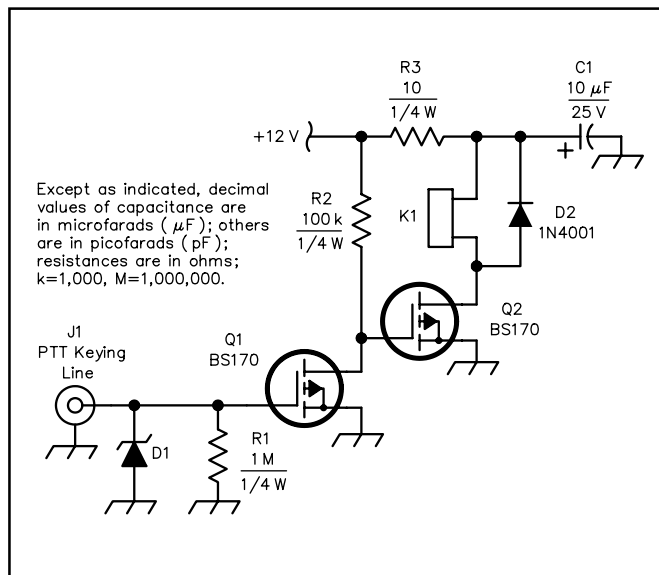 R3
10
1/4 W
C1
10 μF
25 V
+12 V
+
Except as indicated, decimal
values of capacitance are
in microfarads ( μF ); others
are in picofarads ( pF );
resistances are in ohms;
k=1,000, M=1,000,000.
R2
100 k
1/4 W
K1
D2
1N4001
J1
PTT Keying
Line
Q1
BS170
Q2
BS170
D1
R1
1 M
1/4 W